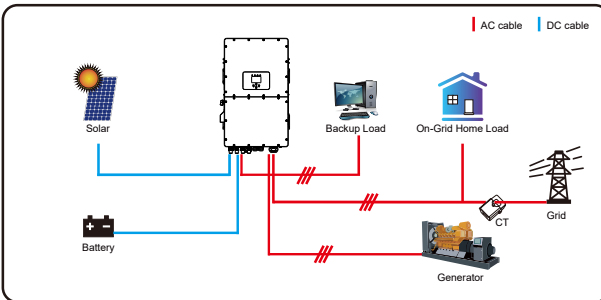 AC cable
DC cable
Solar
Backup Load
On-Grid Home Load
CT
Grid
Battery
Generator